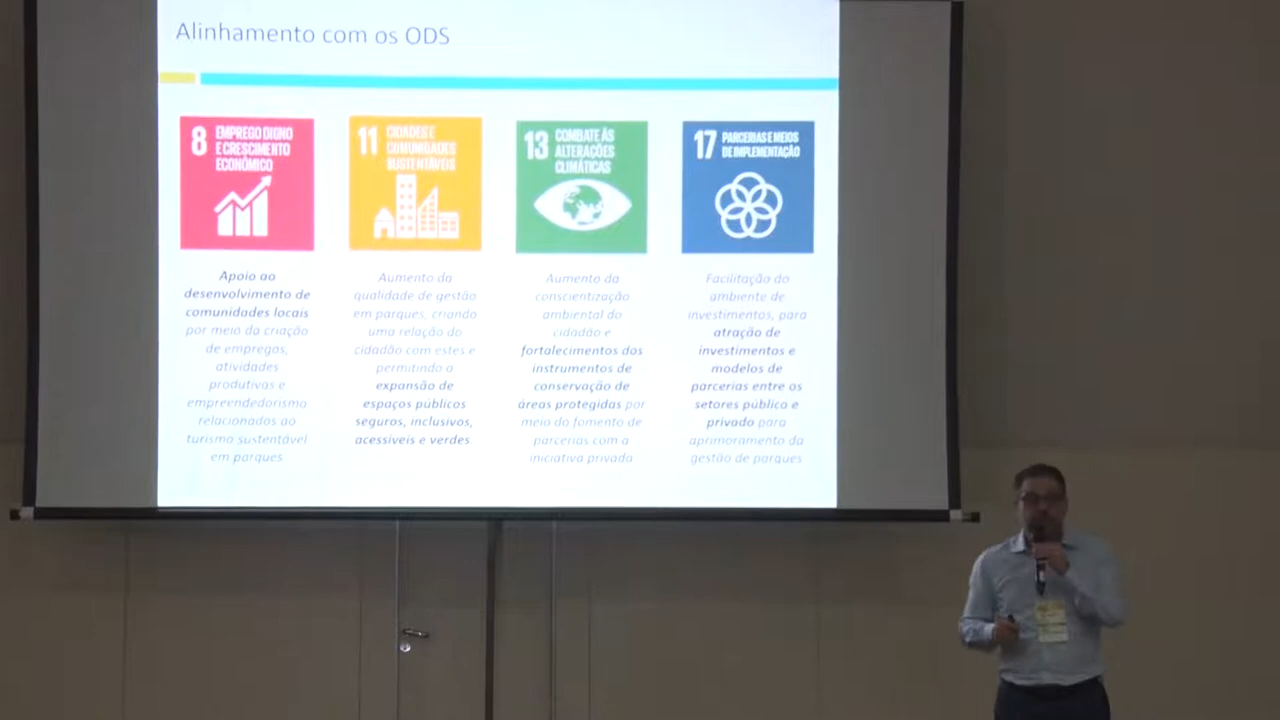 Alinhamento com os ODS
8 EMPREGO DIGNO
E CRESCIMENTO
ECONÓMICO
11 CIDADES E
COMUNIDADES
SUSTENTÁVEIS
13 COMBATE ÀS
ALTERAÇÕES
CLIMÁTICAS
17 PARCERIAS E MEIOS
DE IMPLEMENTAÇÃO
Apoio ao
desenvolvimento de
comunidades locais
por meio da criação
de empregos,
atividades
produtivas e
empreendedorismo
relacionados ao
turismo sustentável
em parques
Aumento da
qualidade de gestão
em parques, criando
uma relação do
cidadão com estes e
permitindo a
expansão de
espaços públicos
seguros, inclusivos,
acessíveis e verdes
Aumento da
conscientização
ambiental do
cidadão e
fortalecimentos dos
instrumentos de
conservação de
áreas protegidas por
meio do fomento de
parcerias com a
iniciativa privada
Facilitação do
ambiente de
investimentos, para
atração de
investimentos e
modelos de
parcerias entre os
setores público e
privado para
aprimoramento da
gestão de parques